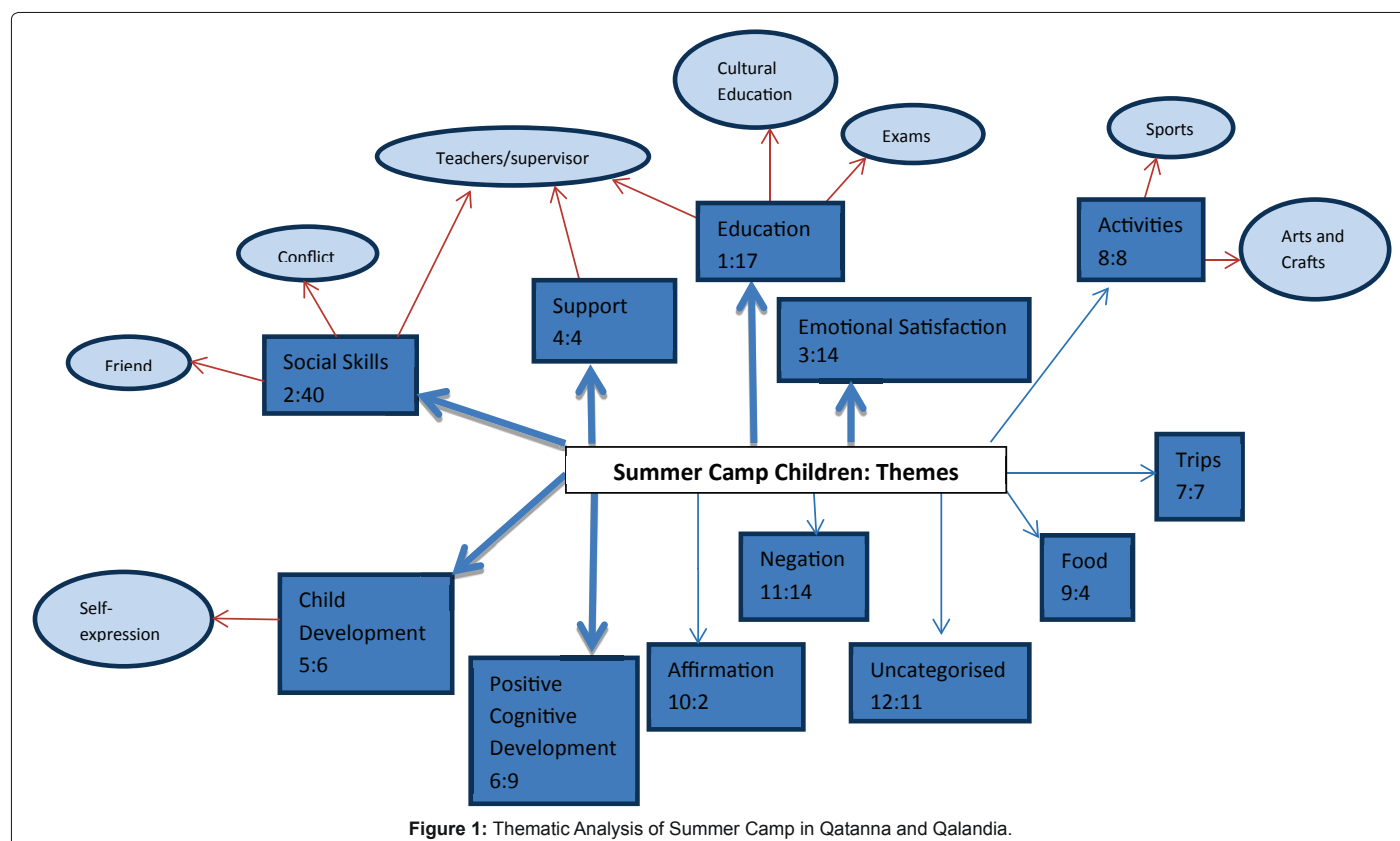 Cultural
Education
Exams
Sports
Teachers/supervisor
Education
1:17
Activities
8:8
Arts and
Crafts
Conflict
Support
4:4
Emotional Satisfaction
3:14
Friend
Social Skills
2:40
Summer Camp Children: Themes
Trips
7:7
Negation
11:14
Food
9:4
Self-
expression
Child
Development
5:6
Positive
Cognitive
Development
6:9
Affirmation
10:2
Uncategorised
12:11
Figure 1: Thematic Analysis of Summer Camp in Qatanna and Qalandia.